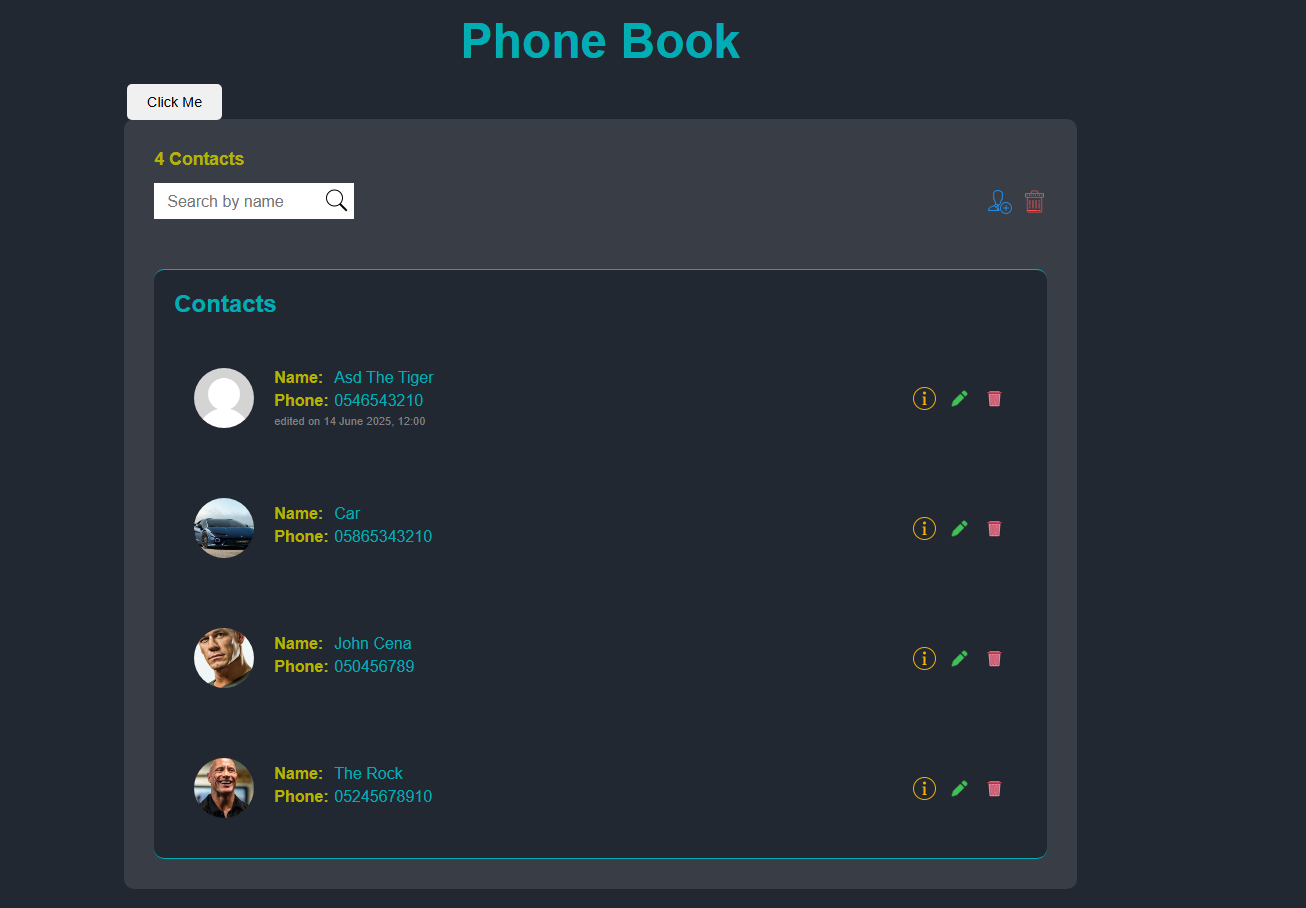 Phone Book
Click Me
4 Contacts
Search by name
Contacts
Name: Asd The Tiger
Phone: 0546543210
edited on 14 June 2025, 12:00
Name: Car
Phone: 05865343210
Name: John Cena
Phone: 050456789
Name: The Rock
Phone: 05245678910